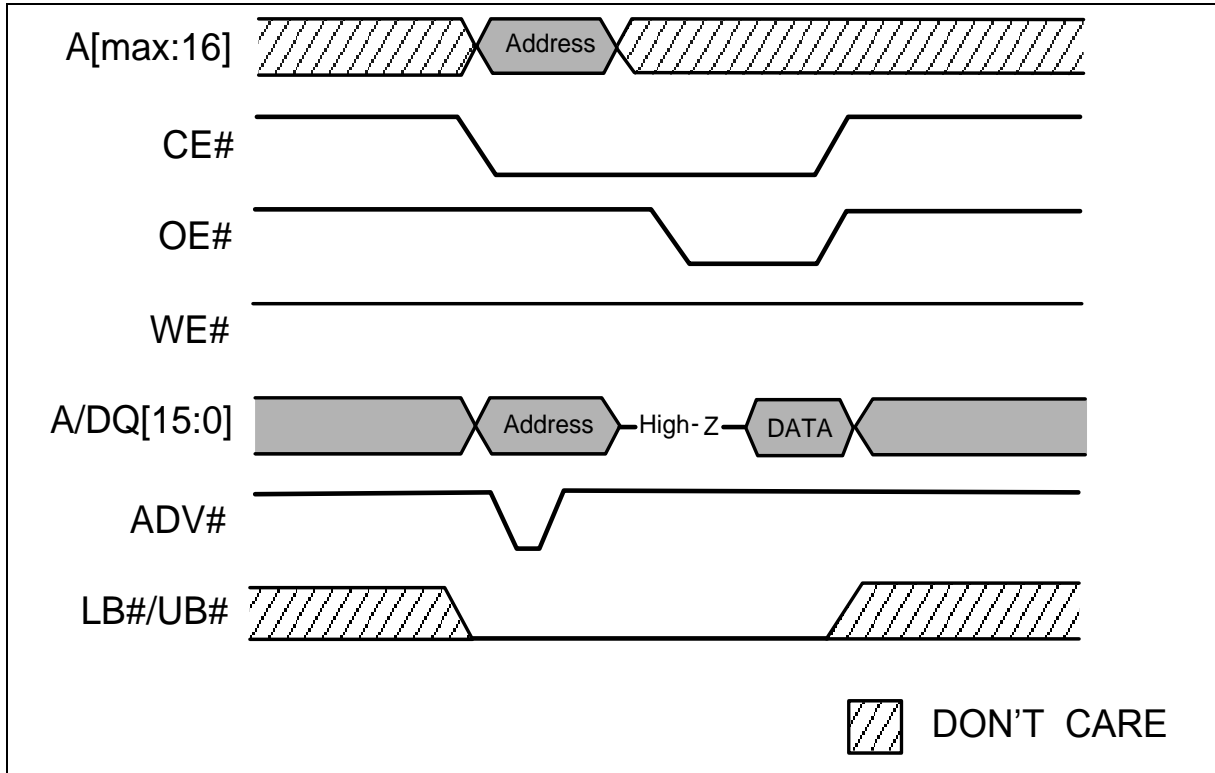 A[max:16] Address
CE#
OE#
WE#
A/DQ[15:0] Address High-Z DATA
ADV#
LB#/UB#
DON'T CARE